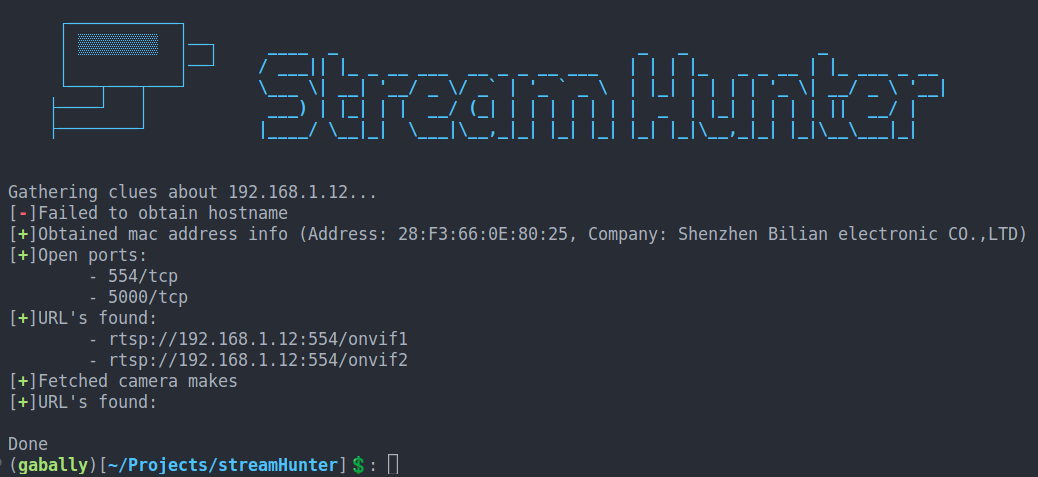 Stream Hunter
Gathering clues about 192.168.1.12...
[-]Failed to obtain hostname
[+]Obtained mac address info (Address: 28:F3:66:0E:80:25, Company: Shenzhen Bilian electronic CO.,LTD)
[+]Open ports:
- 554/tcp
- 5000/tcp
[+]URL's found:
- rtsp://192.168.1.12:554/onvif1
- rtsp://192.168.1.12:554/onvif2
[+]Fetched camera makes
[+]URL's found:
Done
(gabally)[~/Projects/streamHunter]💲: